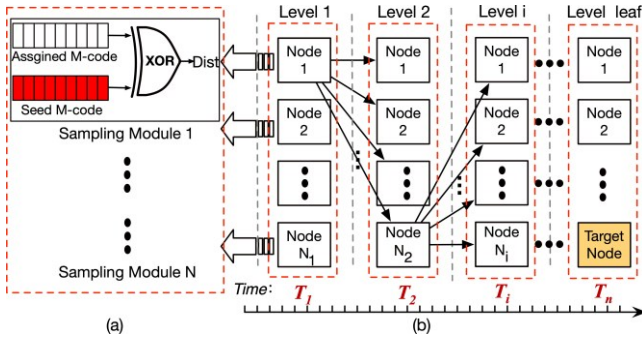 Assgined M-code
XOR
Dist
Seed M-code
Sampling Module 1
Sampling Module N
(a)
Level 1
Level 2
Level i
Level leaf
Node 1
Node 1
Node 1
Node 1
Node 2
Node 2
Node 2
Node 2
Node N1
Node N2
Node Ni
Target Node
Time:
T1
T2
Ti
Tn
(b)